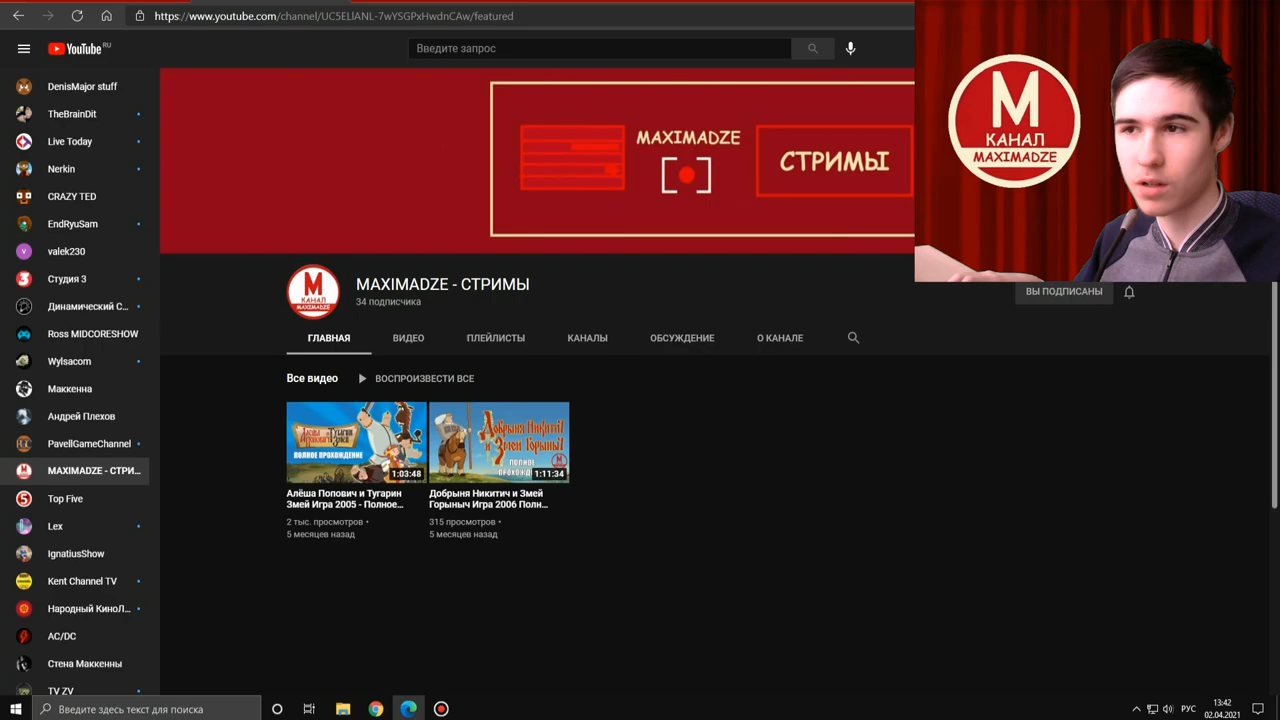 https://www.youtube.com/channel/UC5ELlANL-7wYSGPxHwdnCAw/featured
YouTube RU
Введите запрос
DenisMajor stuff
TheBrainDit
Live Today
Nerkin
CRAZY TED
EndRyuSam
valek230
Студия 3
Динамический С...
Ross MIDCORESHOW
Wylsacom
Маккенна
Андрей Плехов
PavellGameChannel
MAXIMADZE - СТРИ...
Top Five
Lex
IgnatiusShow
Kent Channel TV
Народный КиноЛ...
AC/DC
Стена Маккенны
TV ZV
MAXIMADZE
СТРИМЫ
М
КАНАЛ
MAXIMADZE
М
КАНАЛ
MAXIMADZE
MAXIMADZE - СТРИМЫ
34 подписчика
ВЫ ПОДПИСАНЫ
ГЛАВНАЯ
ВИДЕО
ПЛЕЙЛИСТЫ
КАНАЛЫ
ОБСУЖДЕНИЕ
О КАНАЛЕ
Все видео
ВОСПРОИЗВЕСТИ ВСЕ
ПОЛНОЕ ПРОХОЖДЕНИЕ
1:03:48
Алёша Попович и Тугарин
Змей Игра 2005 - Полное...
2 тыс. просмотров •
5 месяцев назад
Добрыня Никитич
и Змей Горыныч
1:11:34
Добрыня Никитич и Змей
Горыныч Игра 2006 Полн...
315 просмотров •
5 месяцев назад
Введите здесь текст для поиска
РУС
13:42
02.04.2021